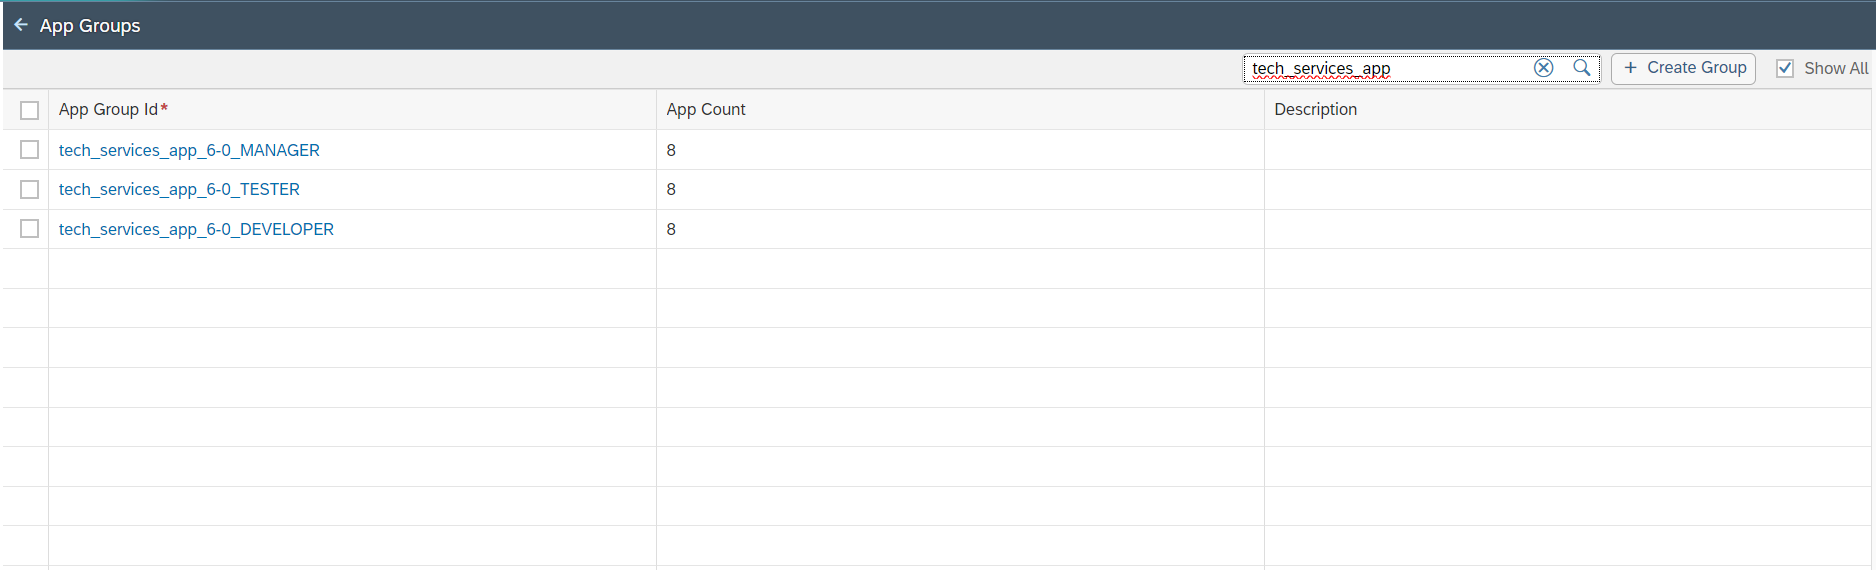 App Groups
tech_services_app
Create Group
Show All
App Group Id* App Count Description
tech_services_app_6-0_MANAGER 8
tech_services_app_6-0_TESTER 8
tech_services_app_6-0_DEVELOPER 8